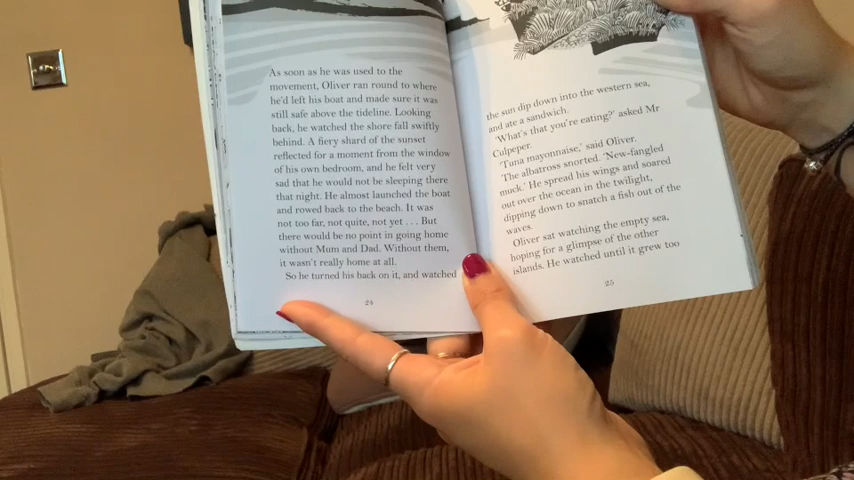 As soon as he was used to the
movement, Oliver ran round to where
he'd left his boat and made sure it was
still safe above the tideline. Looking
back, he watched the shore fall swiftly
behind. A fiery shard of the sunset
reflected for a moment from the window
of his own bedroom, and he felt very
sad that he would not be sleeping there
that night. He almost launched the boat
and rowed back to the beach. It was
not too far, not quite, not yet . . . But
there would be no point in going home
without Mum and Dad. Without them,
it wasn't really home at all.
So he turned his back on it, and watched
24
the sun dip down into the western sea,
and ate a sandwich.
'What's that you're eating?' asked Mr
Culpeper.
'Tuna mayonnaise,' said Oliver.
The albatross snorted. 'New-fangled
muck.' He spread his wings and soared
out over the ocean in the twilight,
dipping down to snatch a fish out of the
waves.
Oliver sat watching the empty sea,
hoping for a glimpse of the other
islands. He watched until it grew too
25